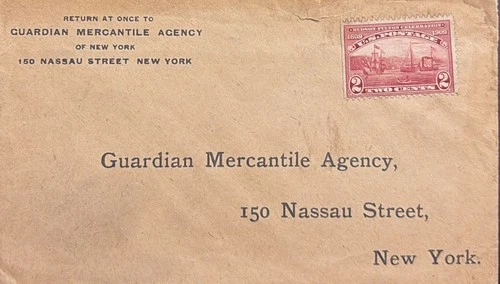 RETURN AT ONCE TO
GUARDIAN MERCANTILE AGENCY
OF NEW YORK
150 NASSAU STREET NEW YORK
HUDSON-FULTON CELEBRATION
1609 1909
U.S. POSTAGE
2 TWO CENTS 2
Guardian Mercantile Agency,
150 Nassau Street,
New York.